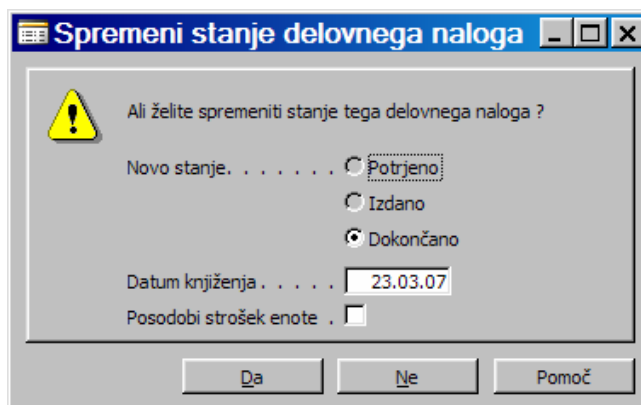 Spremeni stanje delovnega naloga
Ali želite spremeniti stanje tega delovnega naloga ?
Novo stanje. . . . . . . Potrjeno
Izdano
Dokončano
Datum knjiženja . . . . . 23.03.07
Posodobi strošek enote .
Da Ne Pomoč